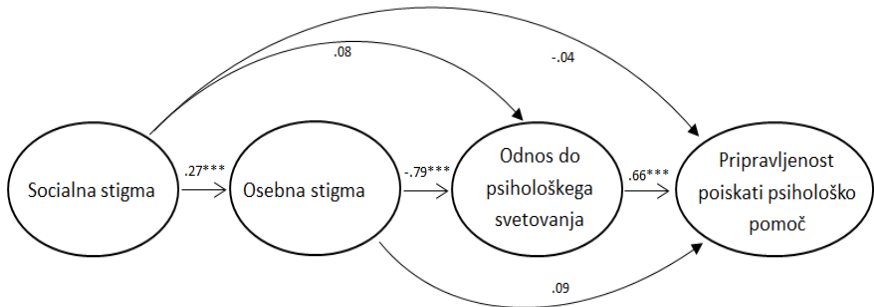 .08
-.04
.27***
-.79***
.66***
Socialna stigma
Osebna stigma
Odnos do
psihološkega
svetovanja
Pripravljenost
poiskati psihološko
pomoč
.09